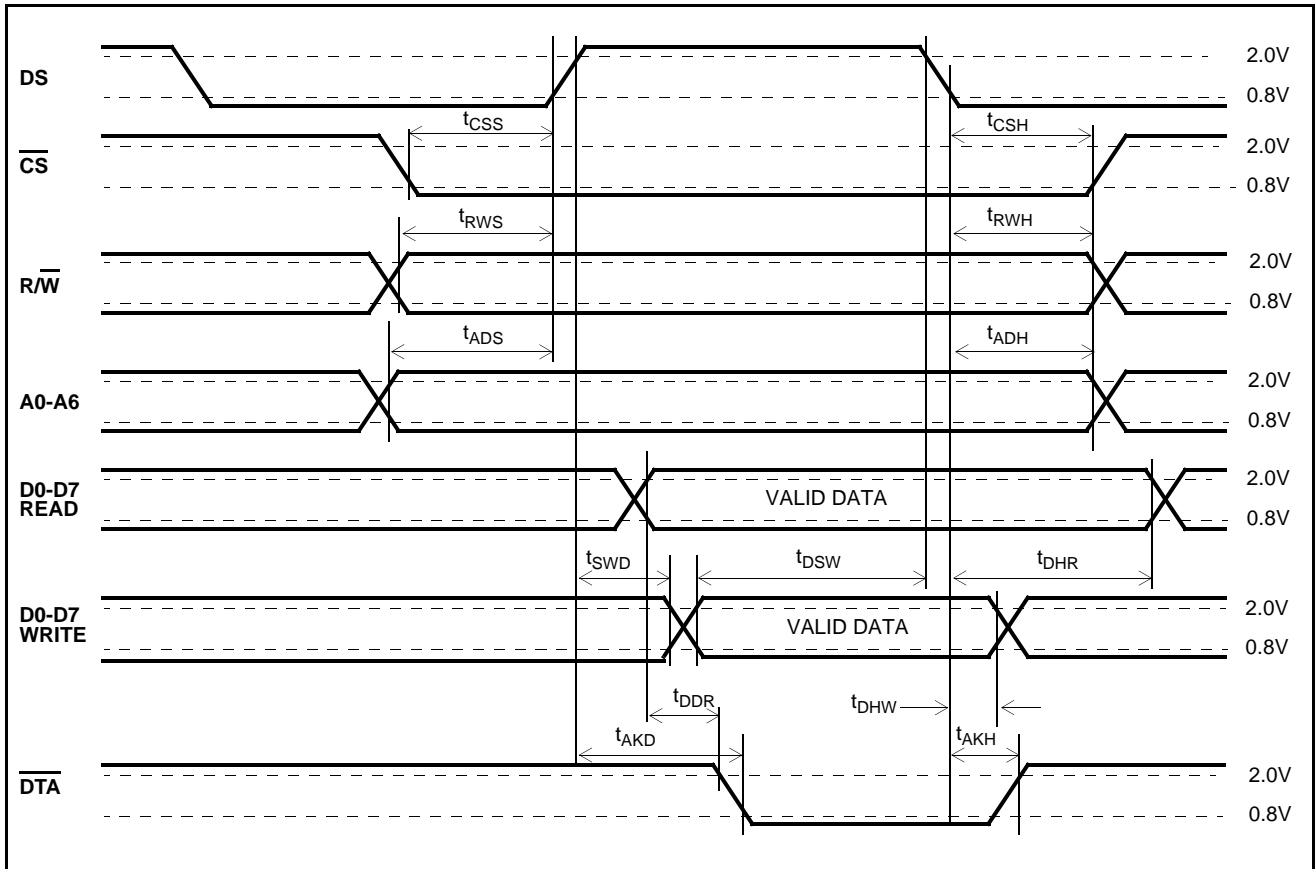 DS
2.0V
0.8V
tCSS
tCSH
CS
2.0V
0.8V
tRWS
tRWH
R/W
2.0V
0.8V
tADS
tADH
A0-A6
2.0V
0.8V
D0-D7
READ
VALID DATA
2.0V
0.8V
tSWD
tDSW
tDHR
D0-D7
WRITE
VALID DATA
2.0V
0.8V
tDDR
tDHW
tAKD
tAKH
DTA
2.0V
0.8V